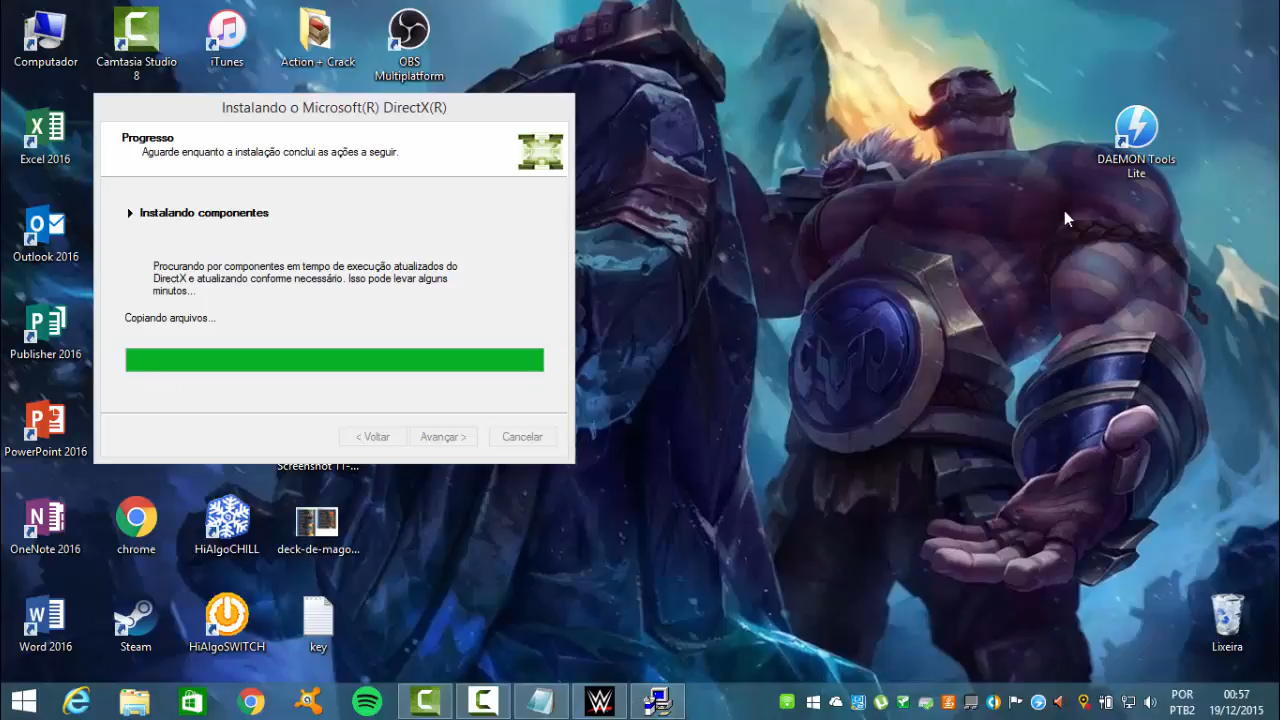 Computador
Camtasia Studio
8
iTunes
Action + Crack
OBS
Multiplatform
Instalando o Microsoft(R) DirectX(R)
Progresso
Aguarde enquanto a instalação conclui as ações a seguir.
Instalando componentes
Procurando por componentes em tempo de execução atualizados do
DirectX e atualizando conforme necessário. Isso pode levar alguns
minutos...
Copiando arquivos...
< Voltar
Avançar >
Cancelar
Excel 2016
Outlook 2016
Publisher 2016
PowerPoint 2016
Screenshot 11-...
DAEMON Tools
Lite
OneNote 2016
chrome
HiAlgoCHILL
deck-de-mago...
Word 2016
Steam
HiAlgoSWITCH
key
Lixeira
POR
PTB2
00:57
19/12/2015